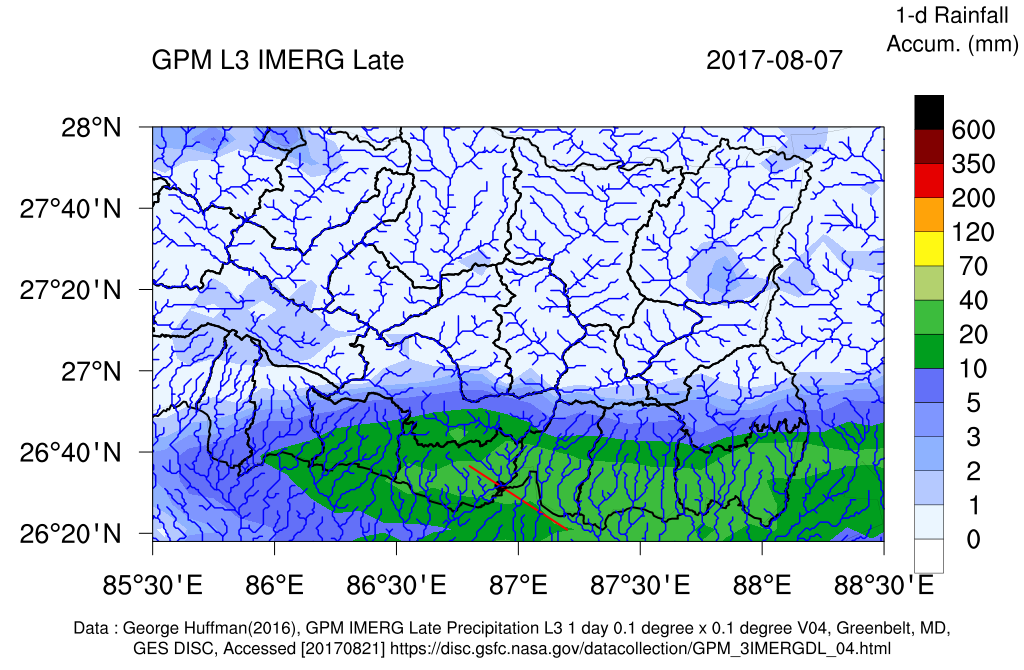 1-d Rainfall
Accum. (mm)
GPM L3 IMERG Late 2017-08-07
28°N
27°40'N
27°20'N
27°N
26°40'N
26°20'N
85°30'E 86°E 86°30'E 87°E 87°30'E 88°E 88°30'E
600
350
200
120
70
40
20
10
5
3
2
1
0
Data : George Huffman(2016), GPM IMERG Late Precipitation L3 1 day 0.1 degree x 0.1 degree V04, Greenbelt, MD,
GES DISC, Accessed [20170821] https://disc.gsfc.nasa.gov/datacollection/GPM_3IMERGDL_04.html